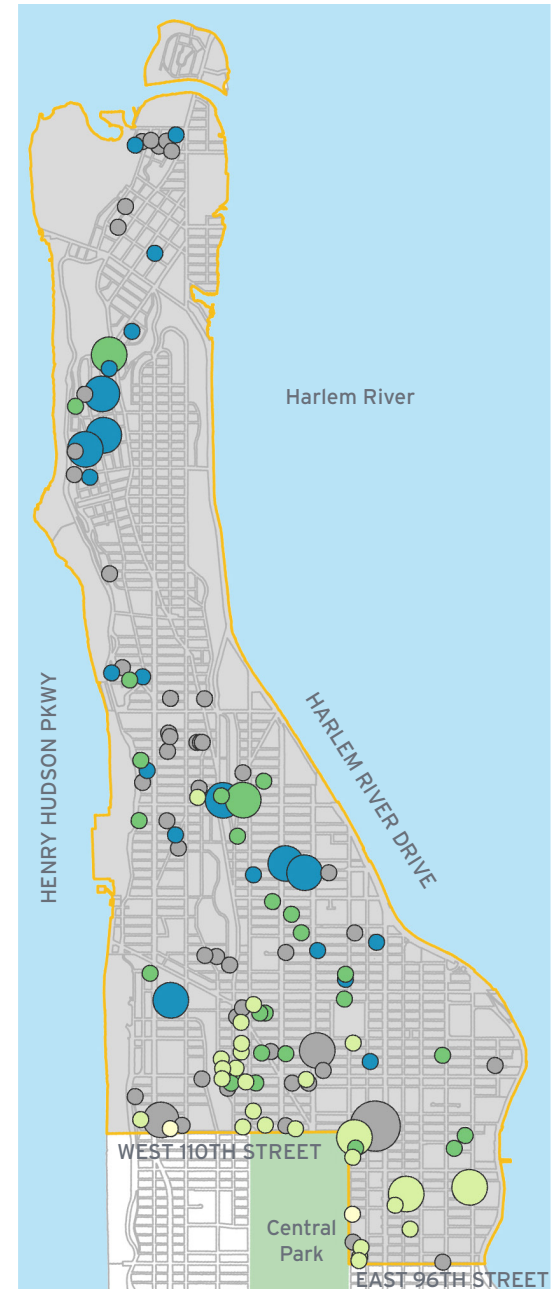 Harlem River
HENRY HUDSON PKWY
HARLEM RIVER DRIVE
WEST 110TH STREET
Central
Park
EAST 96TH STREET